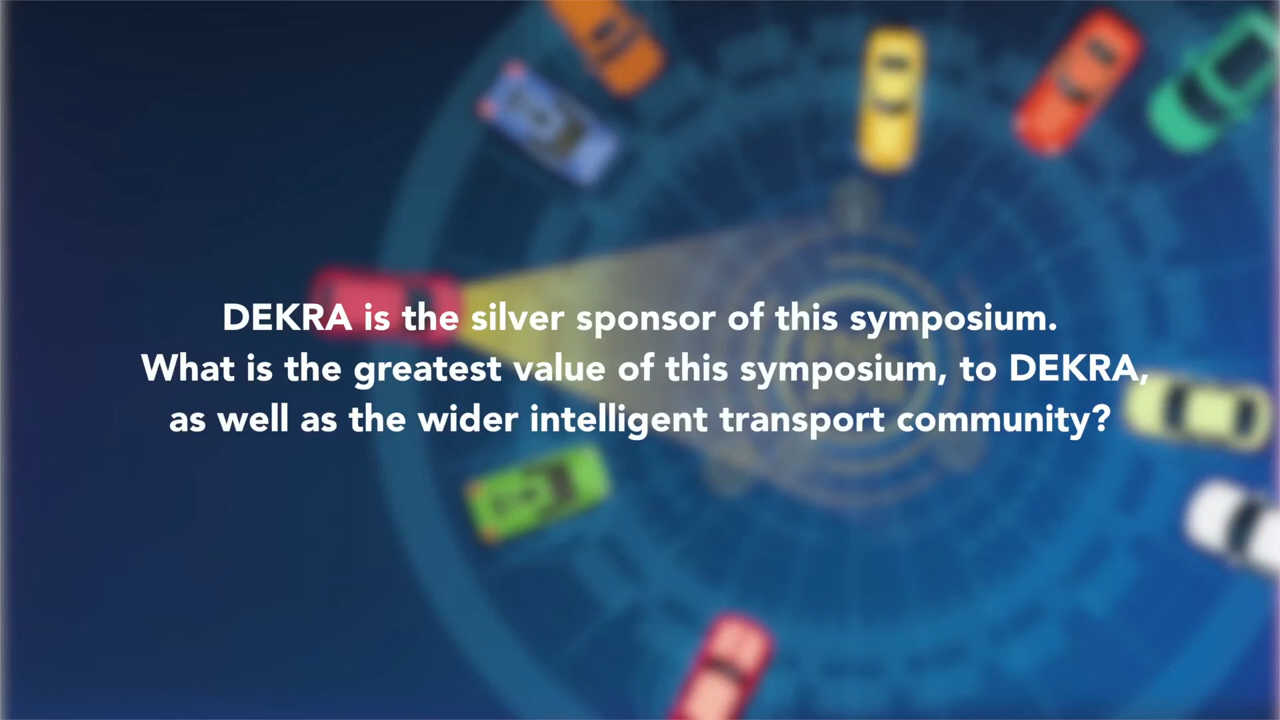 DEKRA is the silver sponsor of this symposium.
What is the greatest value of this symposium, to DEKRA,
as well as the wider intelligent transport community?